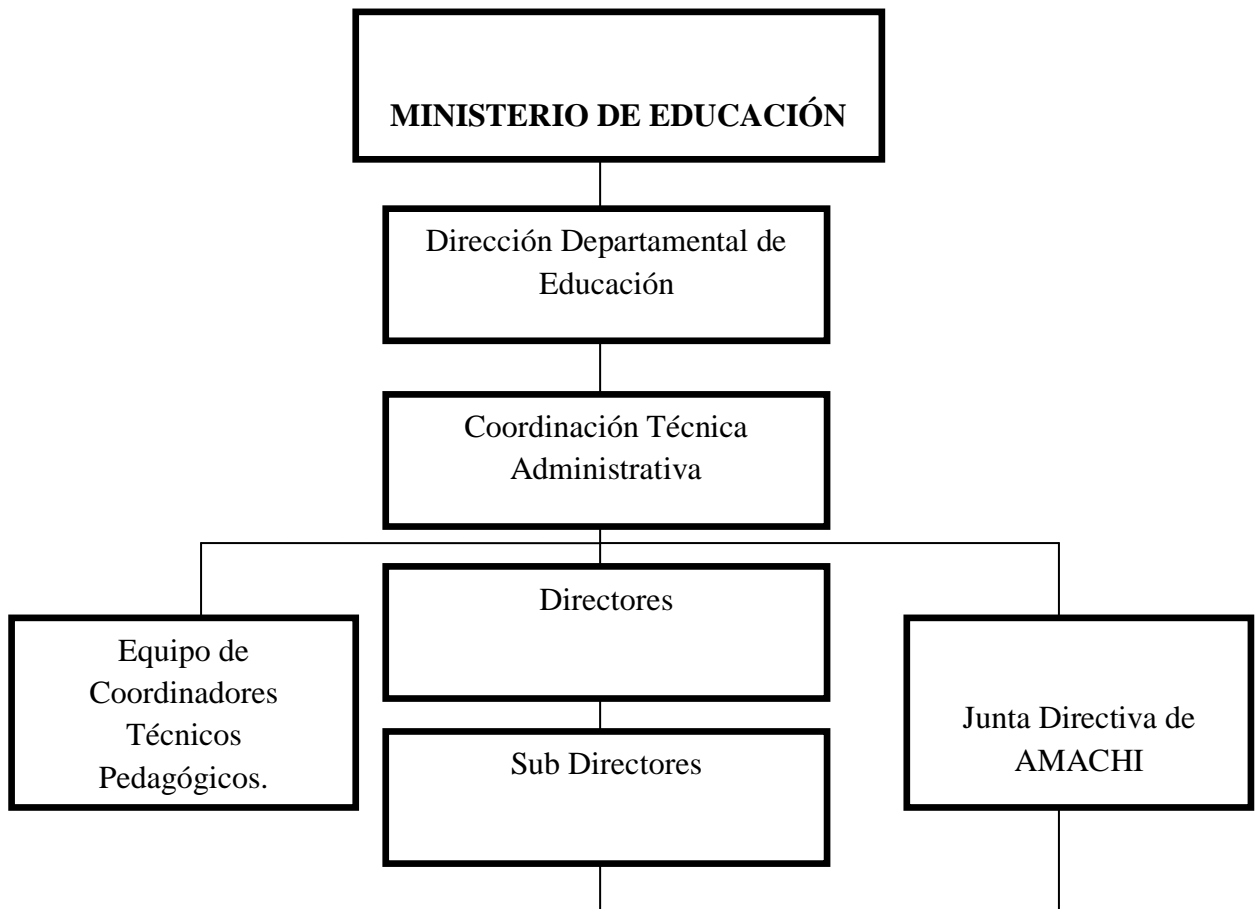 MINISTERIO DE EDUCACIÓN
Dirección Departamental de
Educación
Coordinación Técnica
Administrativa
Directores
Equipo de
Coordinadores
Técnicos
Pedagógicos.
Sub Directores
Junta Directiva de
AMACHI